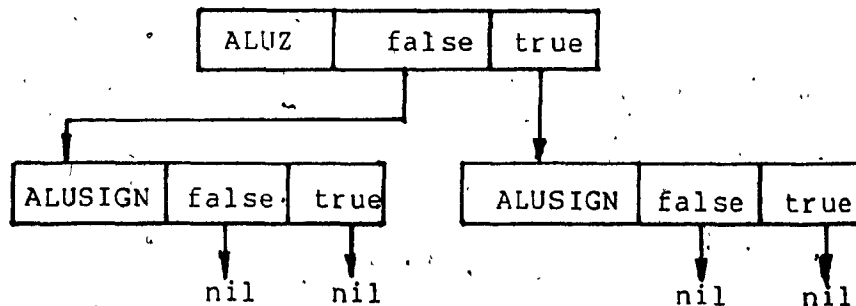 ALUZ false true
ALUSIGN false true ALUSIGN false true
nil nil nil nil